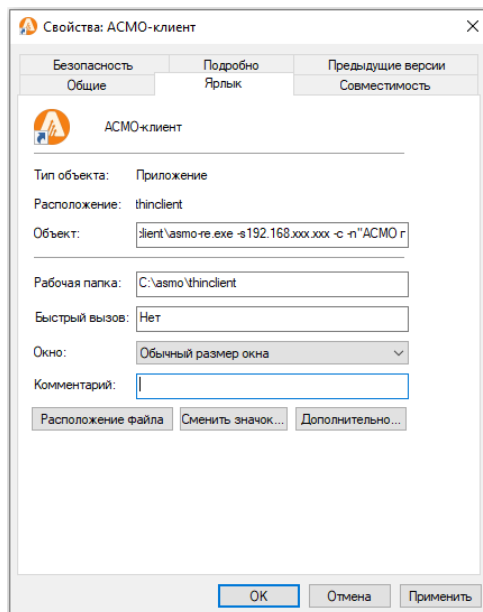 Свойства: АСМО-клиент
Безопасность Подробно Предыдущие версии
Общие Ярлык Совместимость
АСМО-клиент
Тип объекта: Приложение
Расположение: thinclient
Объект: :lient\asmo-re.exe -s192.168.xxx.xxx -c -n"АСМО г
Рабочая папка: C:\asmo\thinclient
Быстрый вызов: Нет
Окно: Обычный размер окна
Комментарий:
Расположение файла Сменить значок... Дополнительно...
OK Отмена Применить